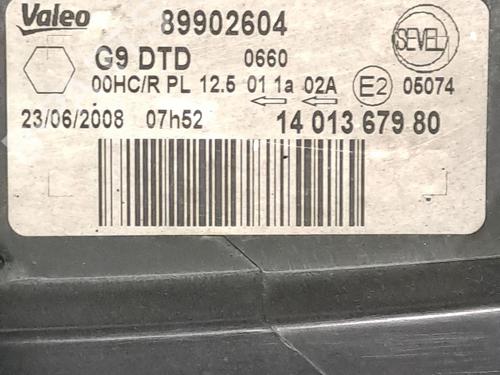 Valeo 89902604
G9 DTD 0660 SEVEL
00HC/R PL 12.5 01 1a 02A E2 05074
23/06/2008 07h52 14 013 679 80